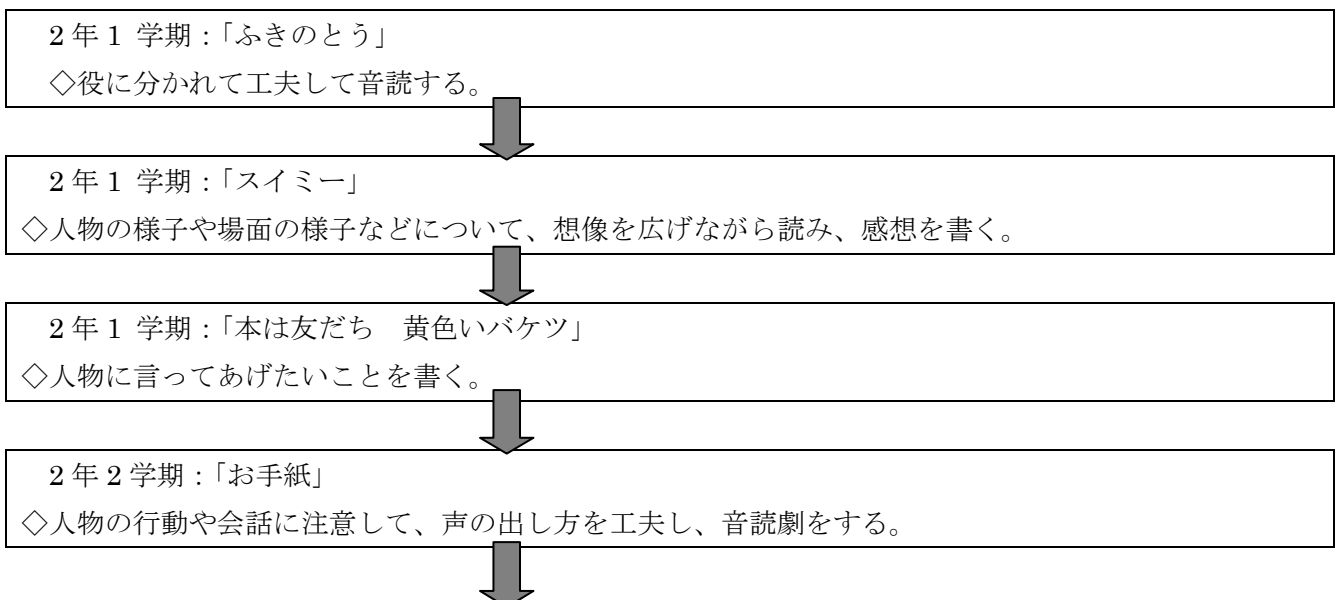 2年1 学期：「ふきのとう」
◇役に分かれて工夫して音読する。
2年1 学期：「スイミー」
◇人物の様子や場面の様子などについて、想像を広げながら読み、感想を書く。
2年1 学期：「本は友だち　黄色いバケツ」
◇人物に言ってあげたいことを書く。
2年2学期：「お手紙」
◇人物の行動や会話に注意して、声の出し方を工夫し、音読劇をする。